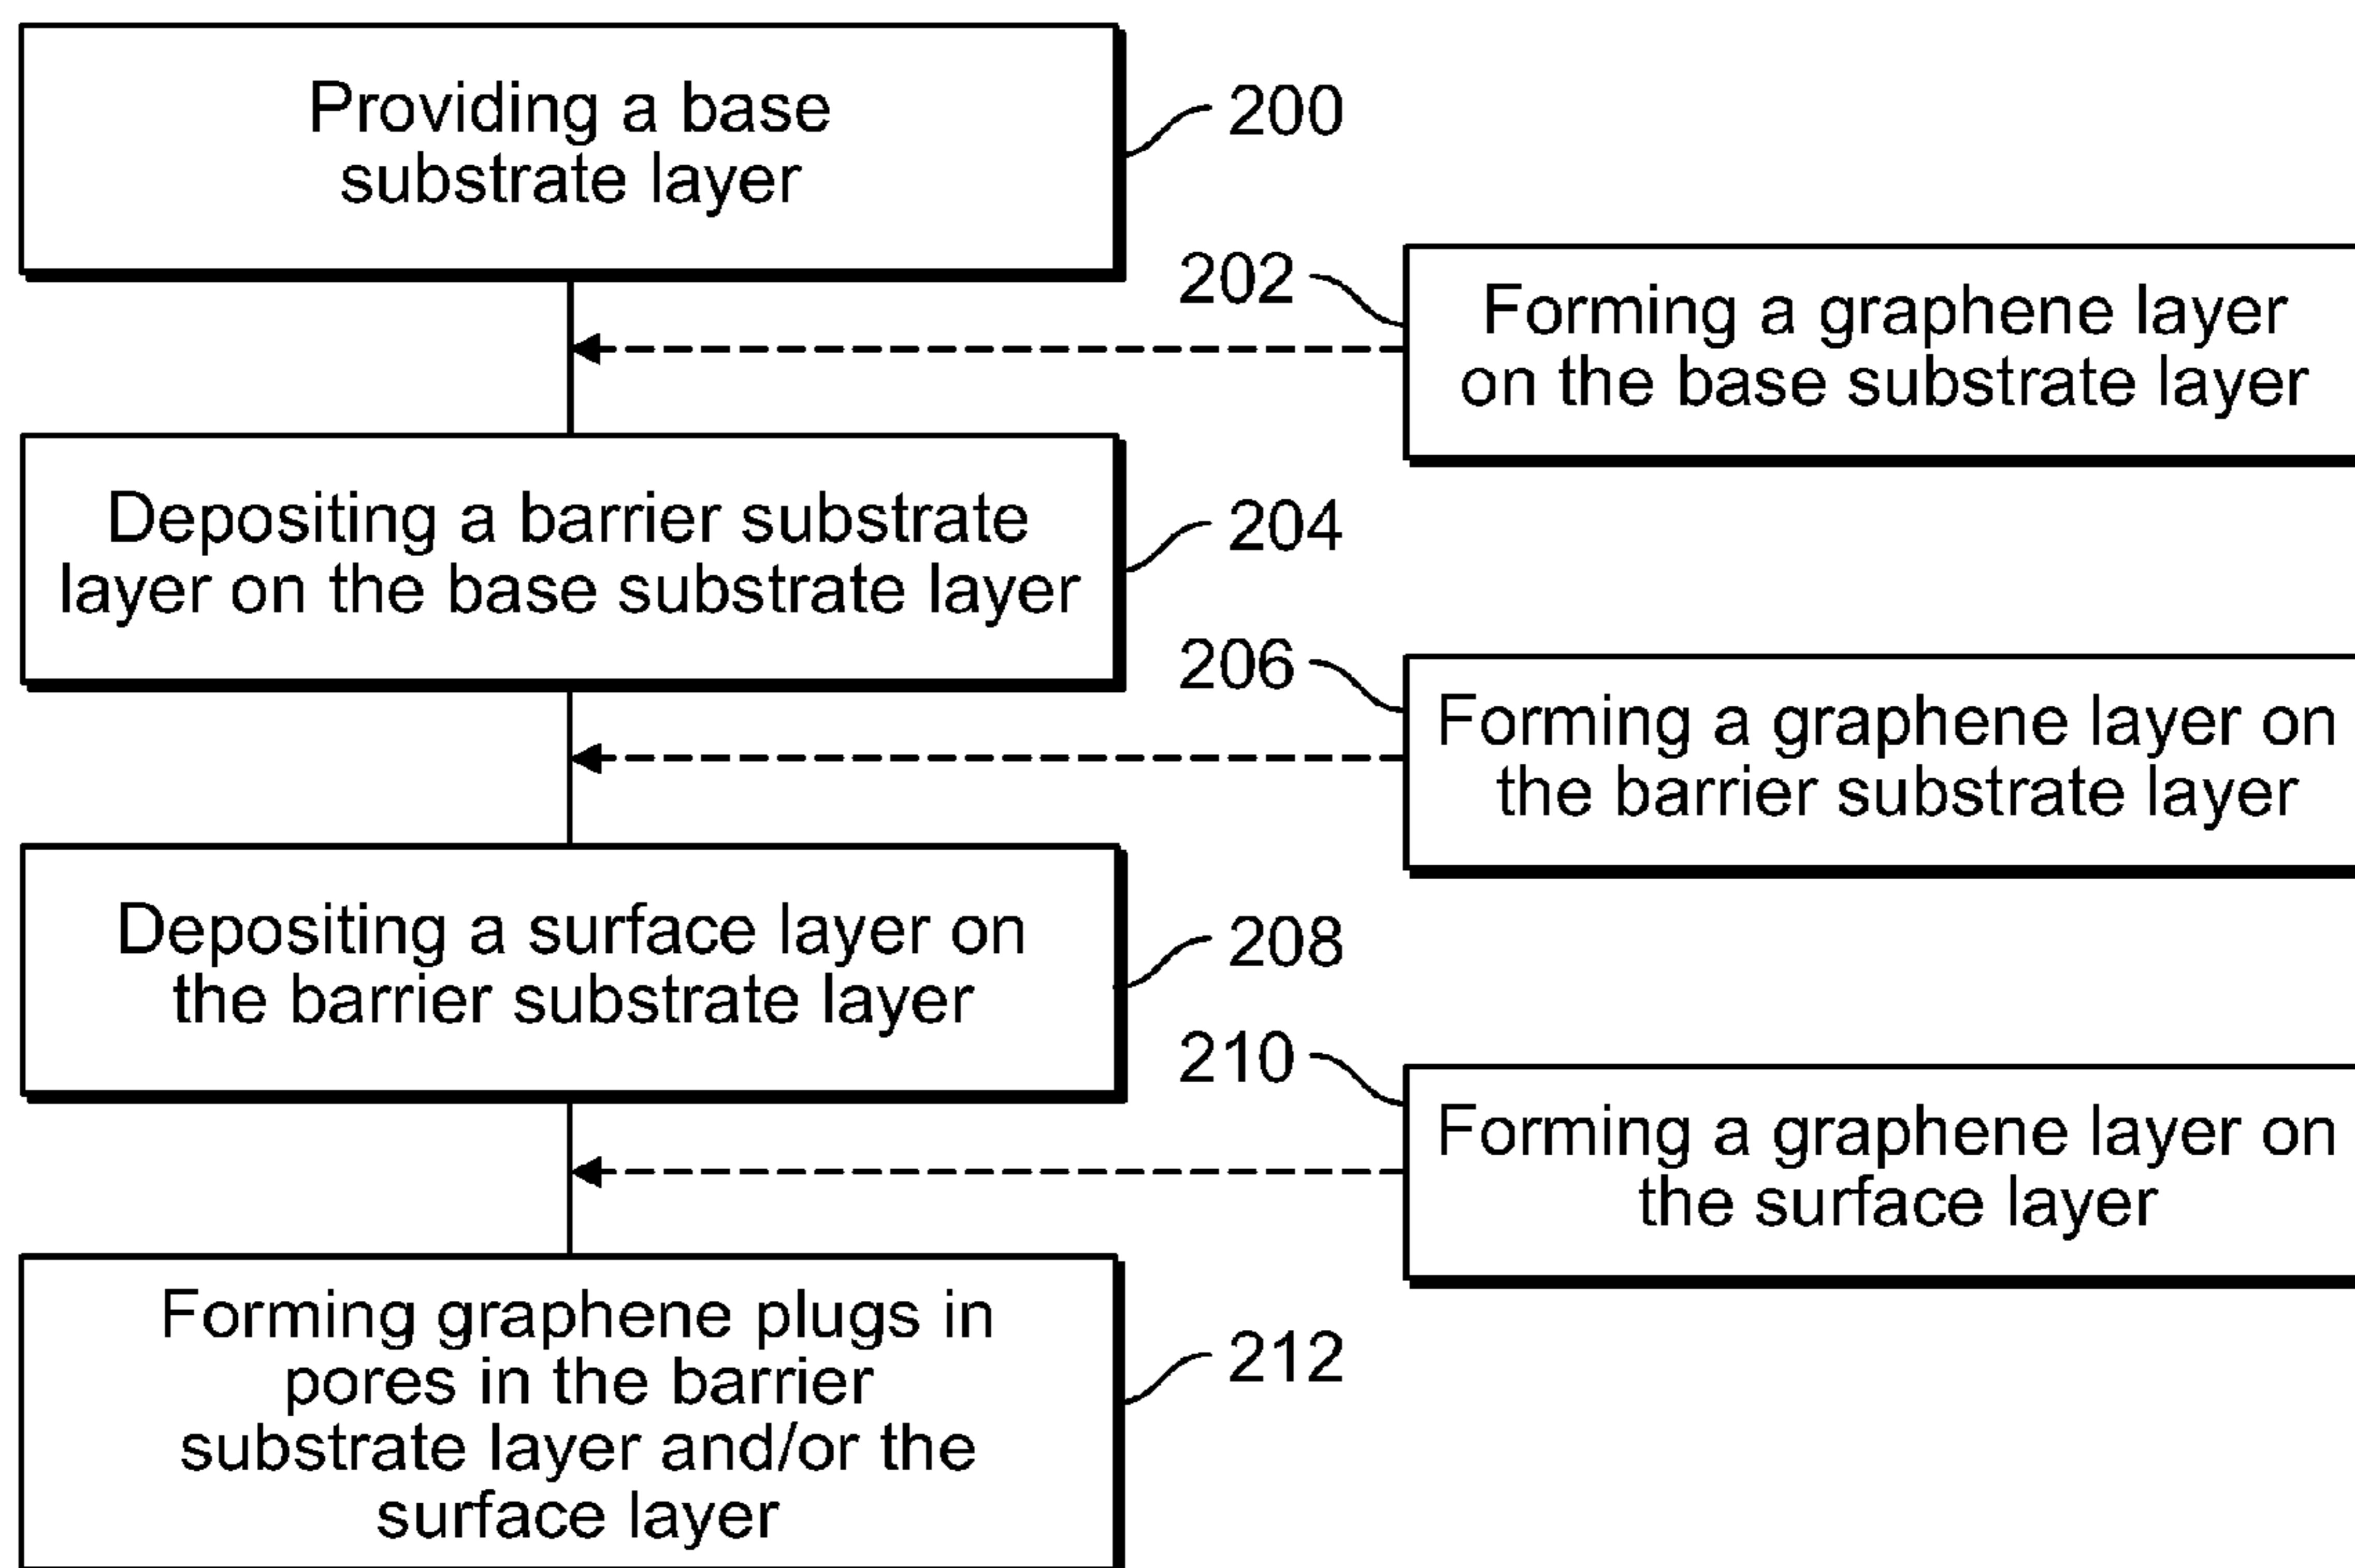 Providing a base
substrate layer
200
202
Forming a graphene layer
on the base substrate layer
Depositing a barrier substrate
layer on the base substrate layer
204
206
Forming a graphene layer on
the barrier substrate layer
Depositing a surface layer on
the barrier substrate layer
208
210
Forming a graphene layer on
the surface layer
Forming graphene plugs in
pores in the barrier
substrate layer and/or the
surface layer
212